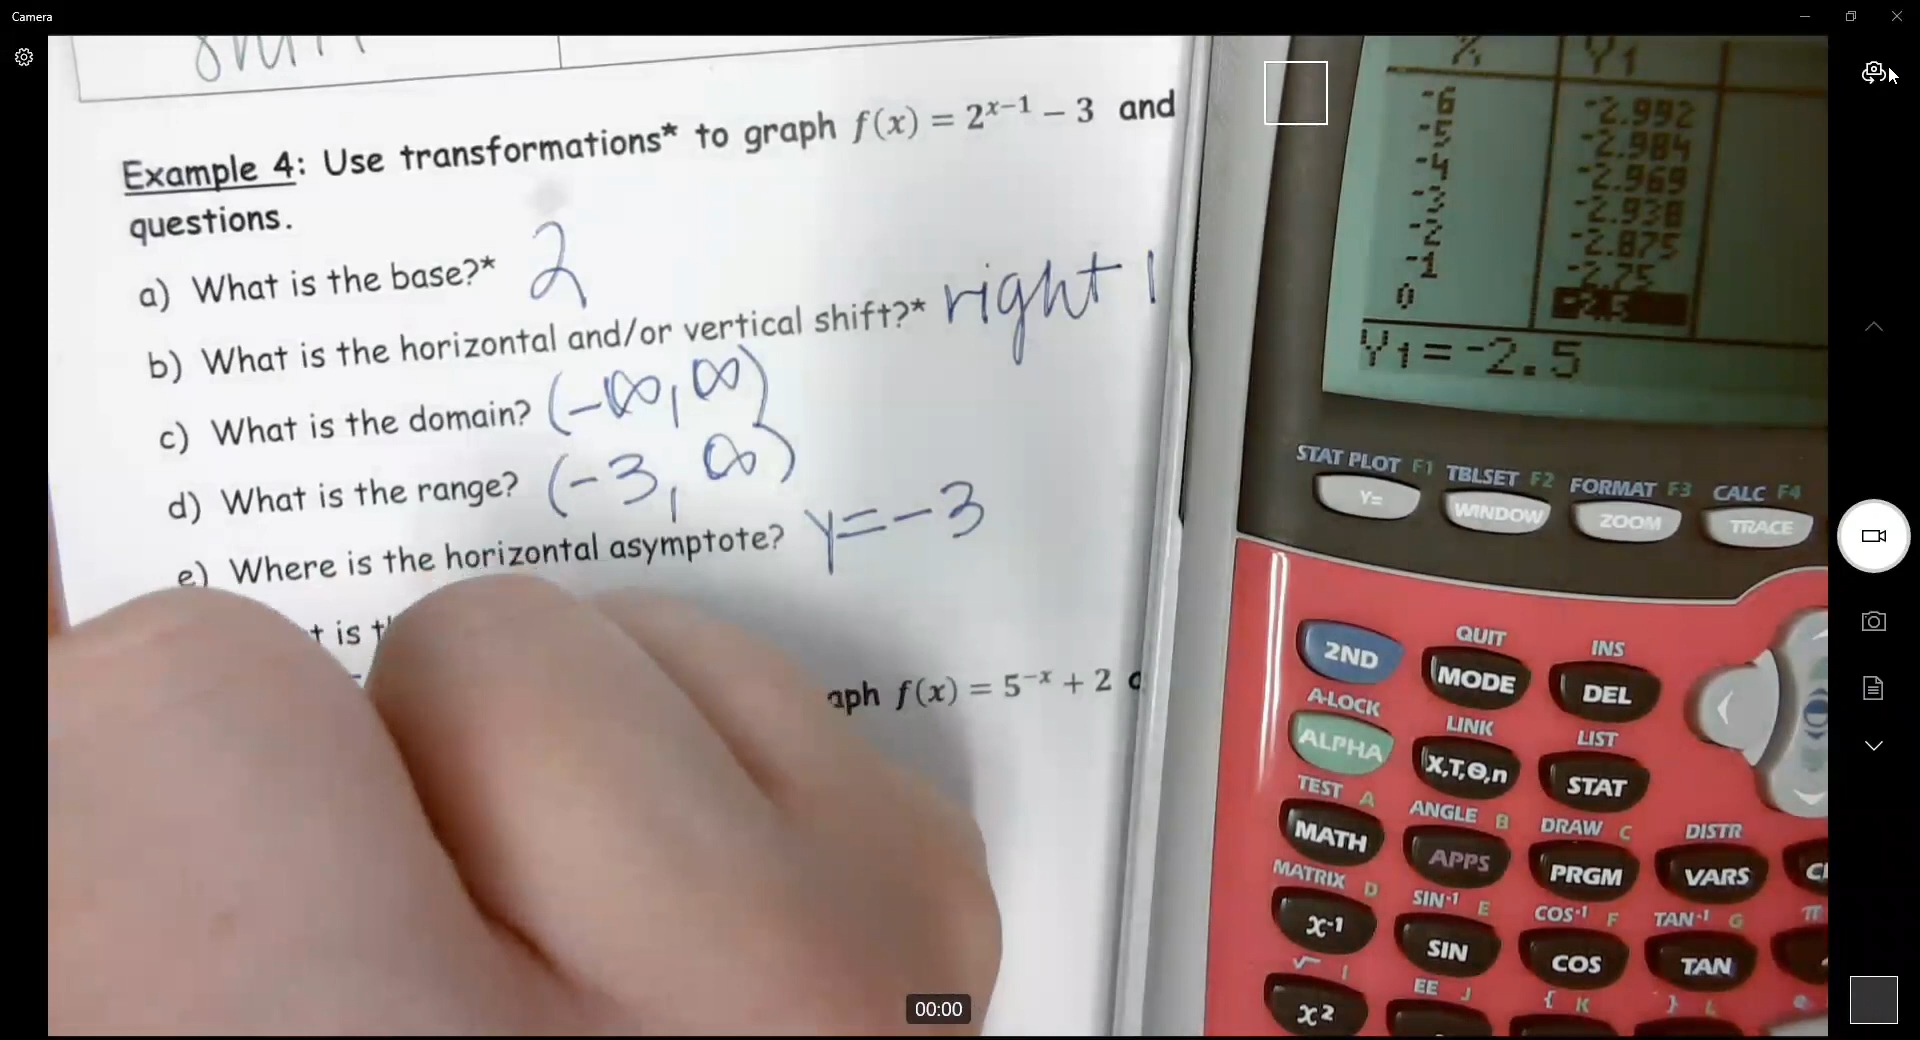 Camera
Example 4: Use transformations* to graph f(x) = 2^{x-1} - 3 and
questions.
a) What is the base?* 2
b) What is the horizontal and/or vertical shift?* right 1
c) What is the domain? (-∞, ∞)
d) What is the range? (-3, ∞)
e) Where is the horizontal asymptote? y=-3
t is t
aph f(x) = 5^{-x} + 2
00:00
X Y1
-6 -2.992
-5 -2.984
-4 -2.969
-3 -2.938
-2 -2.875
-1 -2.75
0 -2.5
Y1=-2.5
STAT PLOT F1 TBLSET F2 FORMAT F3 CALC F4
Y= WINDOW ZOOM TRACE
QUIT INS
2ND MODE DEL
A-LOCK LINK LIST
ALPHA X,T,θ,n STAT
TEST A ANGLE B DRAW C DISTR
MATH APPS PRGM VARS
MATRIX D SIN-1 E COS-1 F TAN-1 G π
x-1 SIN COS TAN
√ I EE J { K } L e
x2